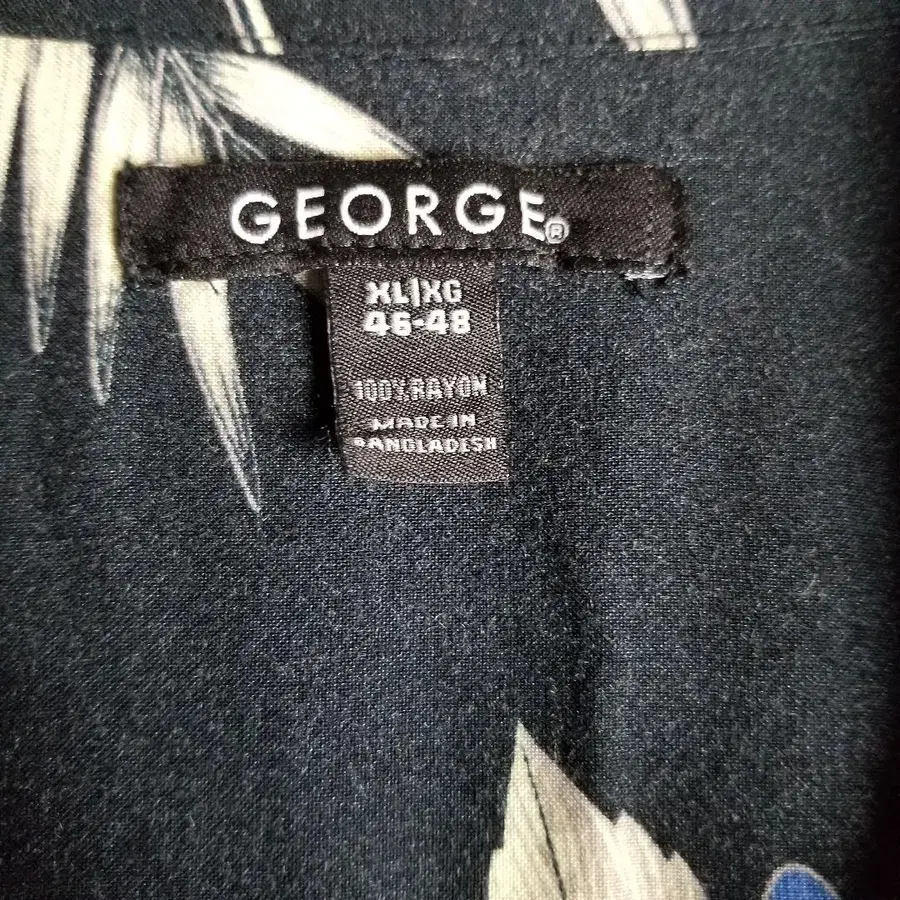 GEORGE®
XL|XG
46-48
100% RAYON
MADE IN
BANGLADESH